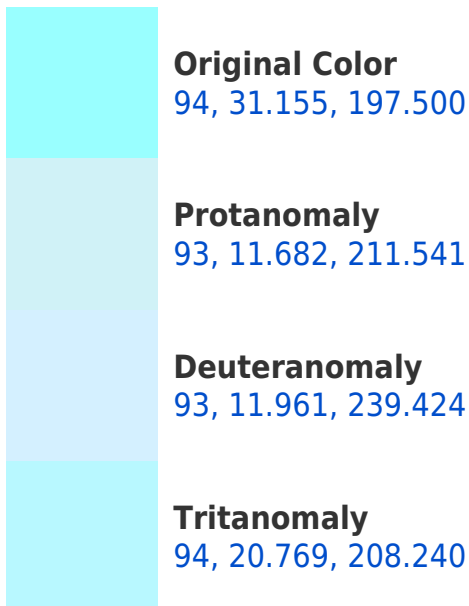 Original Color
94, 31.155, 197.500
Protanomaly
93, 11.682, 211.541
Deuteranomaly
93, 11.961, 239.424
Tritanomaly
94, 20.769, 208.240